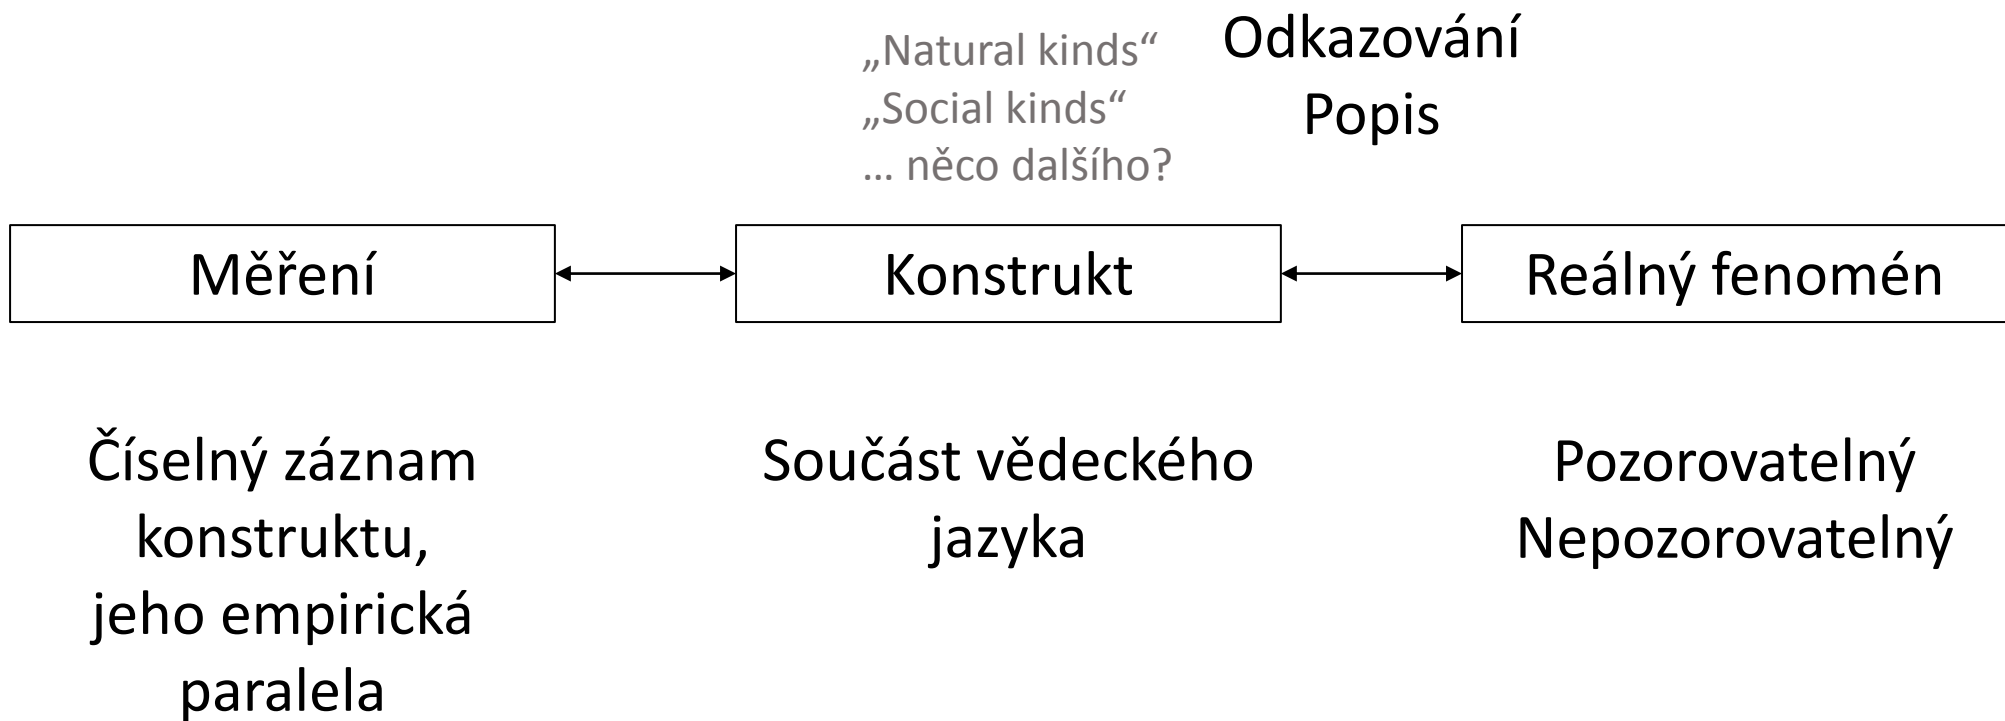 „Natural kinds“
„Social kinds“
… něco dalšího?
Odkazování
Popis
Měření
Konstrukt
Reálný fenomén
Číselný záznam
konstruktu,
jeho empirická
paralela
Součást vědeckého
jazyka
Pozorovatelný
Nepozorovatelný